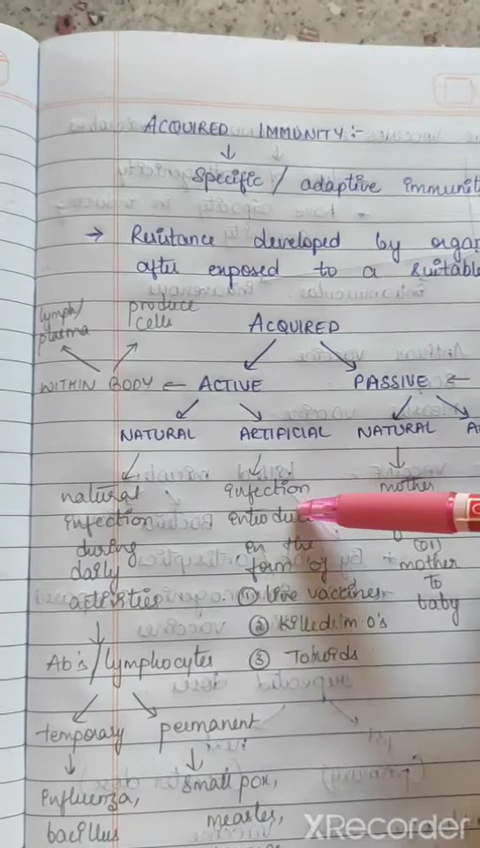 ACQUIRED IMMUNITY :-
↓
Specific / adaptive immunit
→ Resistance developed by orga
after exposed to a suitable
lymph/ plasma
produce cells
ACQUIRED
WITHIN BODY ← ACTIVE PASSIVE ←
NATURAL ARTIFICIAL NATURAL A
natural Infection mother
infection introduc
during in the (or)
daily form of mother
activities ① live vaccines to
② Killed m.o's baby
Ab's / lymphocytes ③ Toxoids
temporary permanent
↓ ↓
Influenza, Small pox,
bacillus measles,
XRecorder